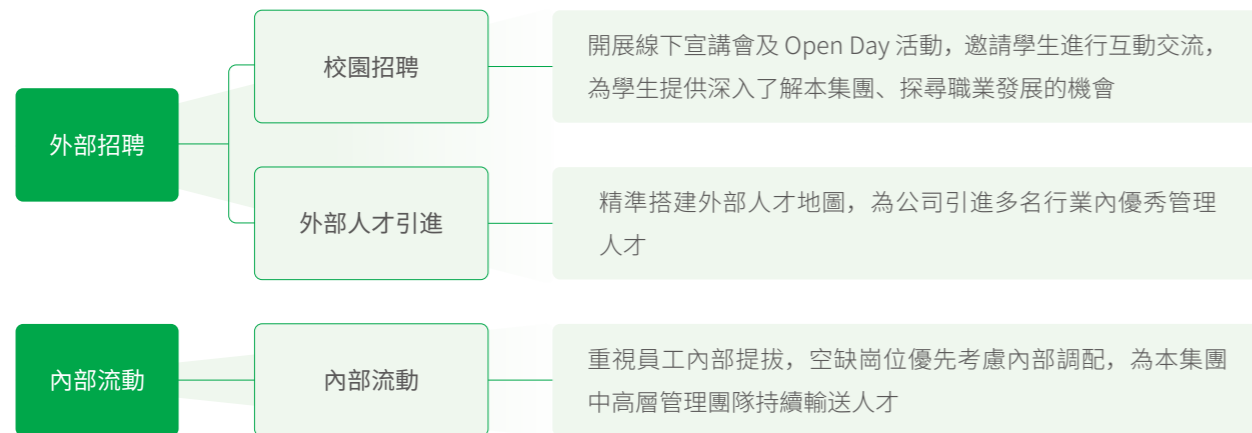 外部招聘
校園招聘
開展線下宣講會及 Open Day 活動，邀請學生進行互動交流，
為學生提供深入了解本集團、探尋職業發展的機會
外部人才引進
精準搭建外部人才地圖，為公司引進多名行業內優秀管理
人才
內部流動
內部流動
重視員工內部提拔，空缺崗位優先考慮內部調配，為本集團
中高層管理團隊持續輸送人才